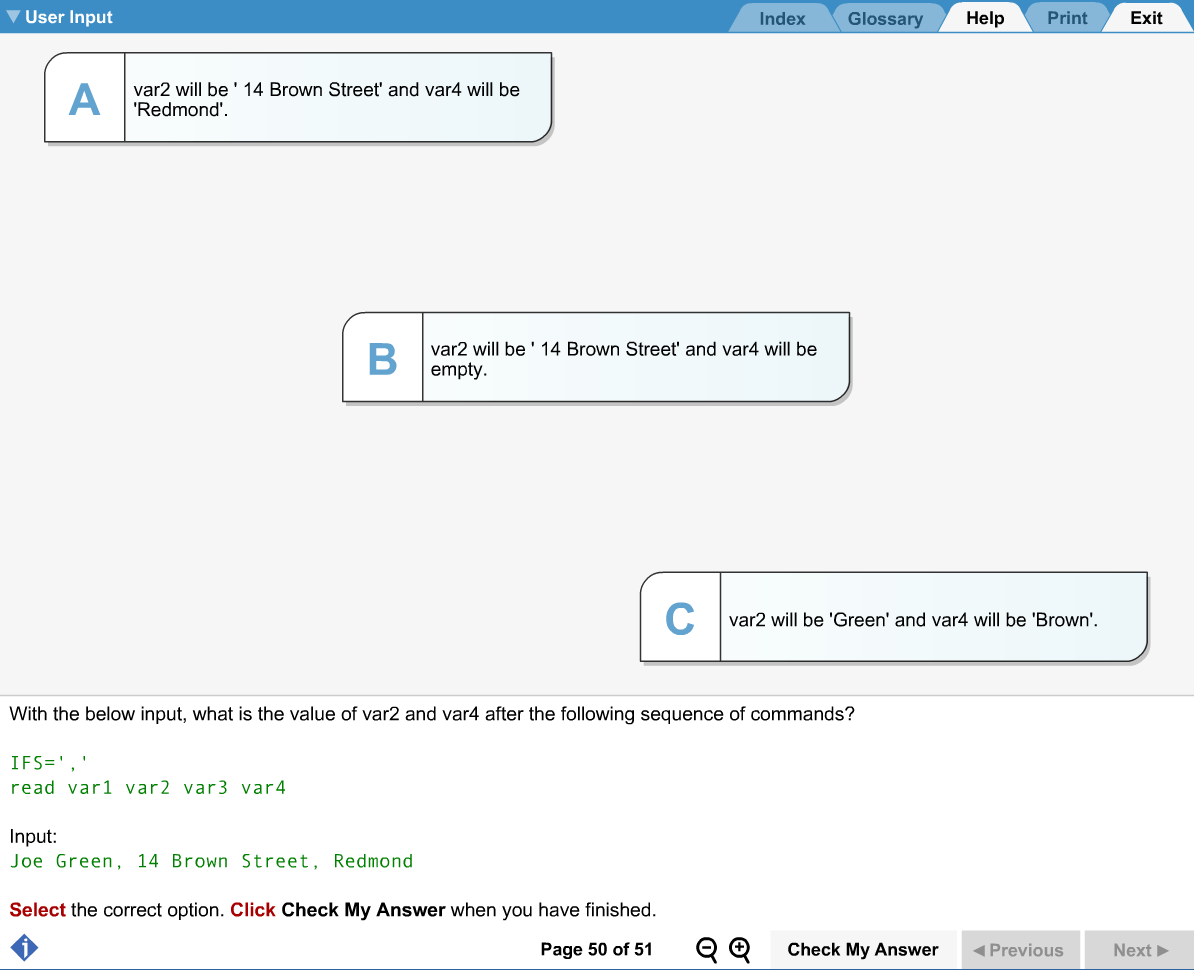 User Input
Index
Glossary
Help
Print
Exit
A
var2 will be ' 14 Brown Street' and var4 will be
'Redmond'.
B
var2 will be ' 14 Brown Street' and var4 will be
empty.
C
var2 will be 'Green' and var4 will be 'Brown'.
With the below input, what is the value of var2 and var4 after the following sequence of commands?
IFS=','
read var1 var2 var3 var4
Input:
Joe Green, 14 Brown Street, Redmond
Select the correct option. Click Check My Answer when you have finished.
i
Page 50 of 51
Check My Answer
Previous
Next